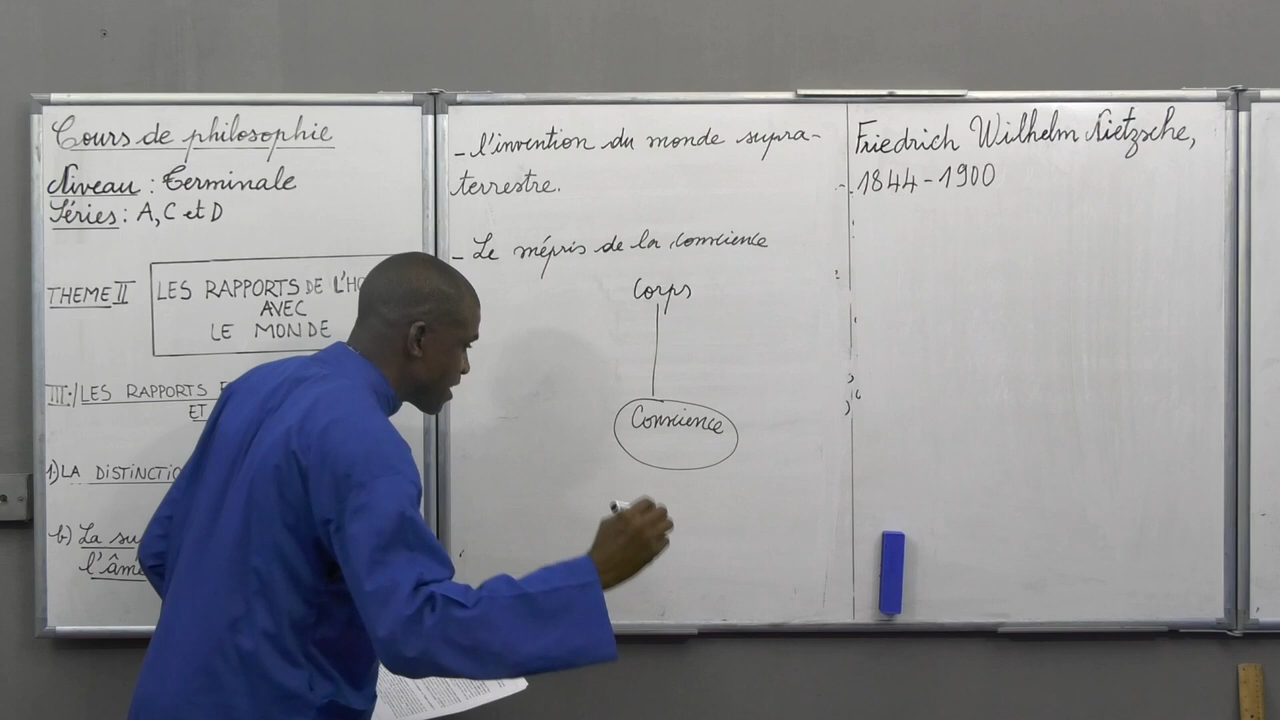 Cours de philosophie
Niveau : Terminale
Séries : A, C et D
THEME II
LES RAPPORTS DE L'HO
AVEC
LE MONDE
III-/ LES RAPPORTS
ET
1) LA DISTINCTIO
b) La su
l'âme
- l'invention du monde supra-
terrestre.
- Le mépris de la conscience
Corps
Conscience
Friedrich Wilhelm Nietzsche,
1844-1900